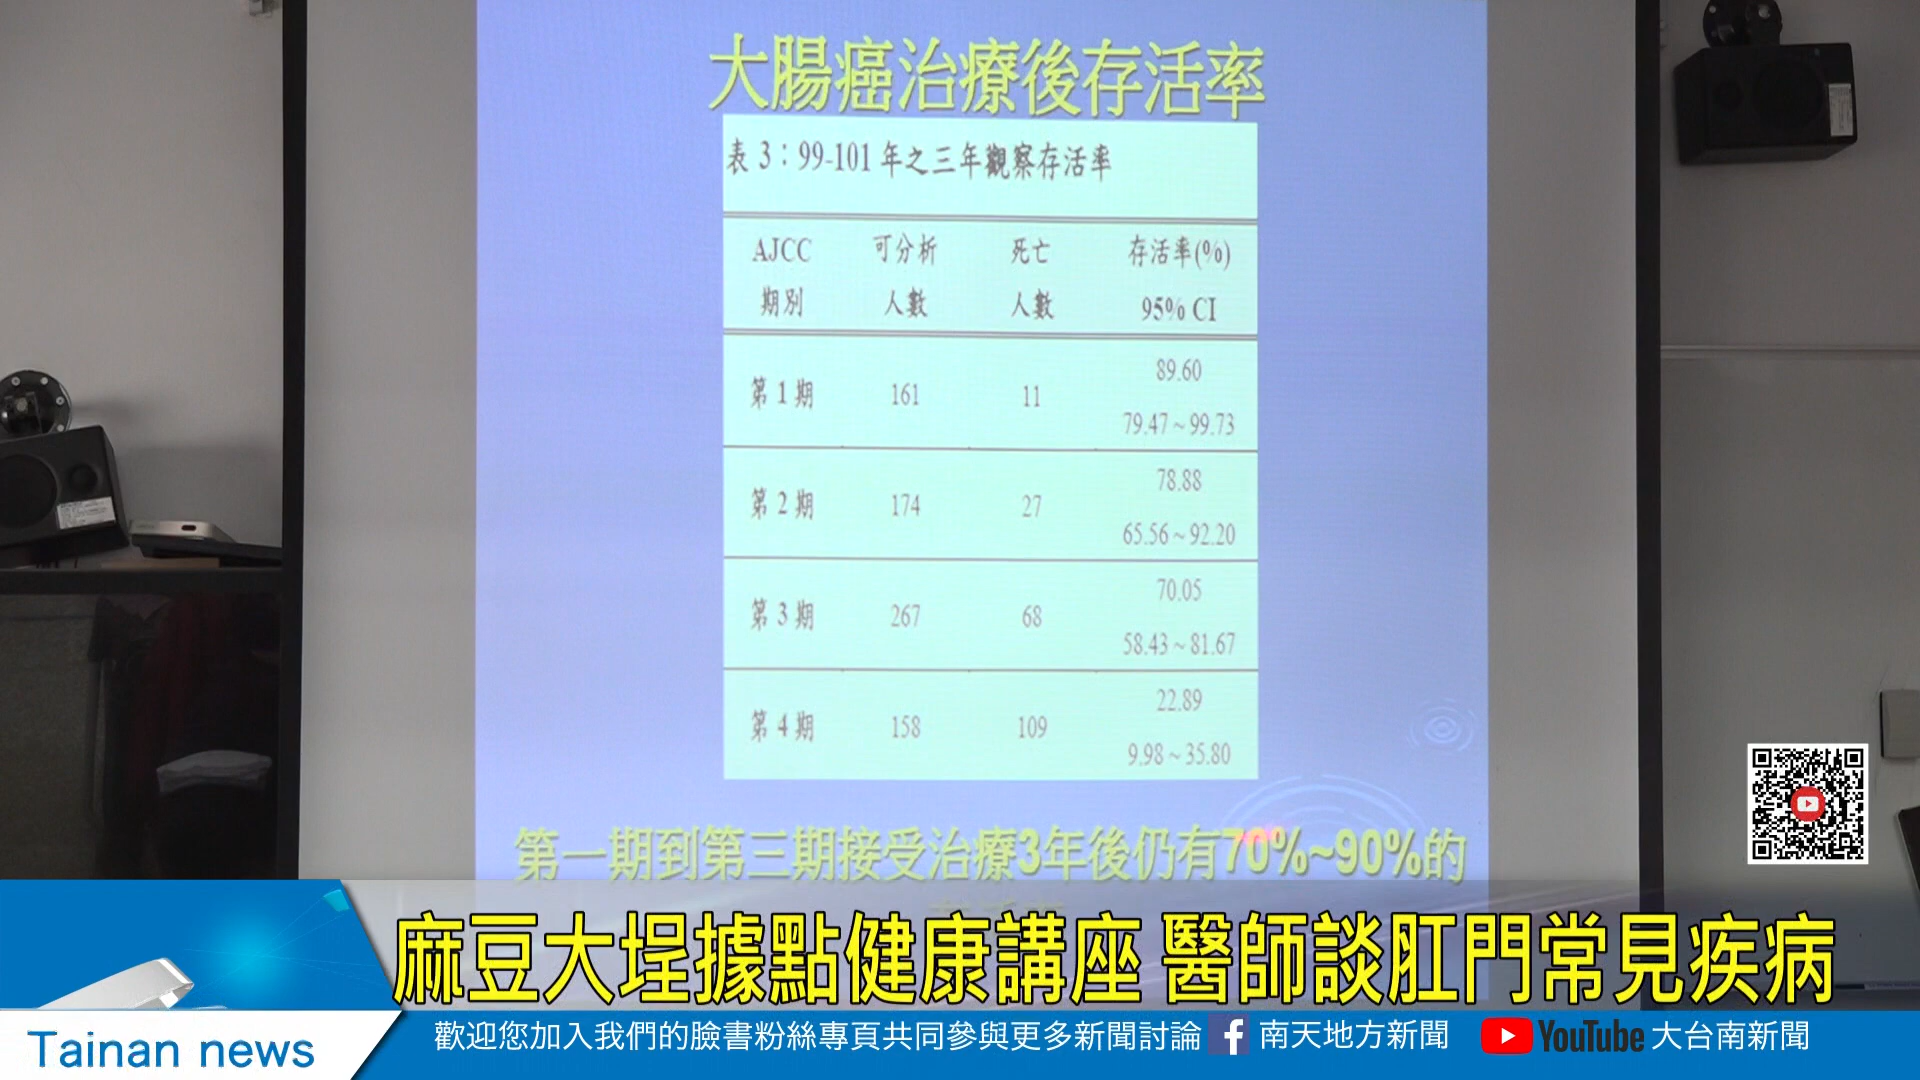 大腸癌治療後存活率
表 3：99-101 年之三年觀察存活率
AJCC 期別 可分析人數 死亡人數 存活率(%) 95% CI
第 1 期 161 11 89.60 79.47 ~ 99.73
第 2 期 174 27 78.88 65.56 ~ 92.20
第 3 期 267 68 70.05 58.43 ~ 81.67
第 4 期 158 109 22.89 9.98 ~ 35.80
第一期到第三期接受治療3年後仍有70%~90%的
麻豆大埕據點健康講座 醫師談肛門常見疾病
Tainan news
歡迎您加入我們的臉書粉絲專頁共同參與更多新聞討論 f 南天地方新聞 YouTube 大台南新聞